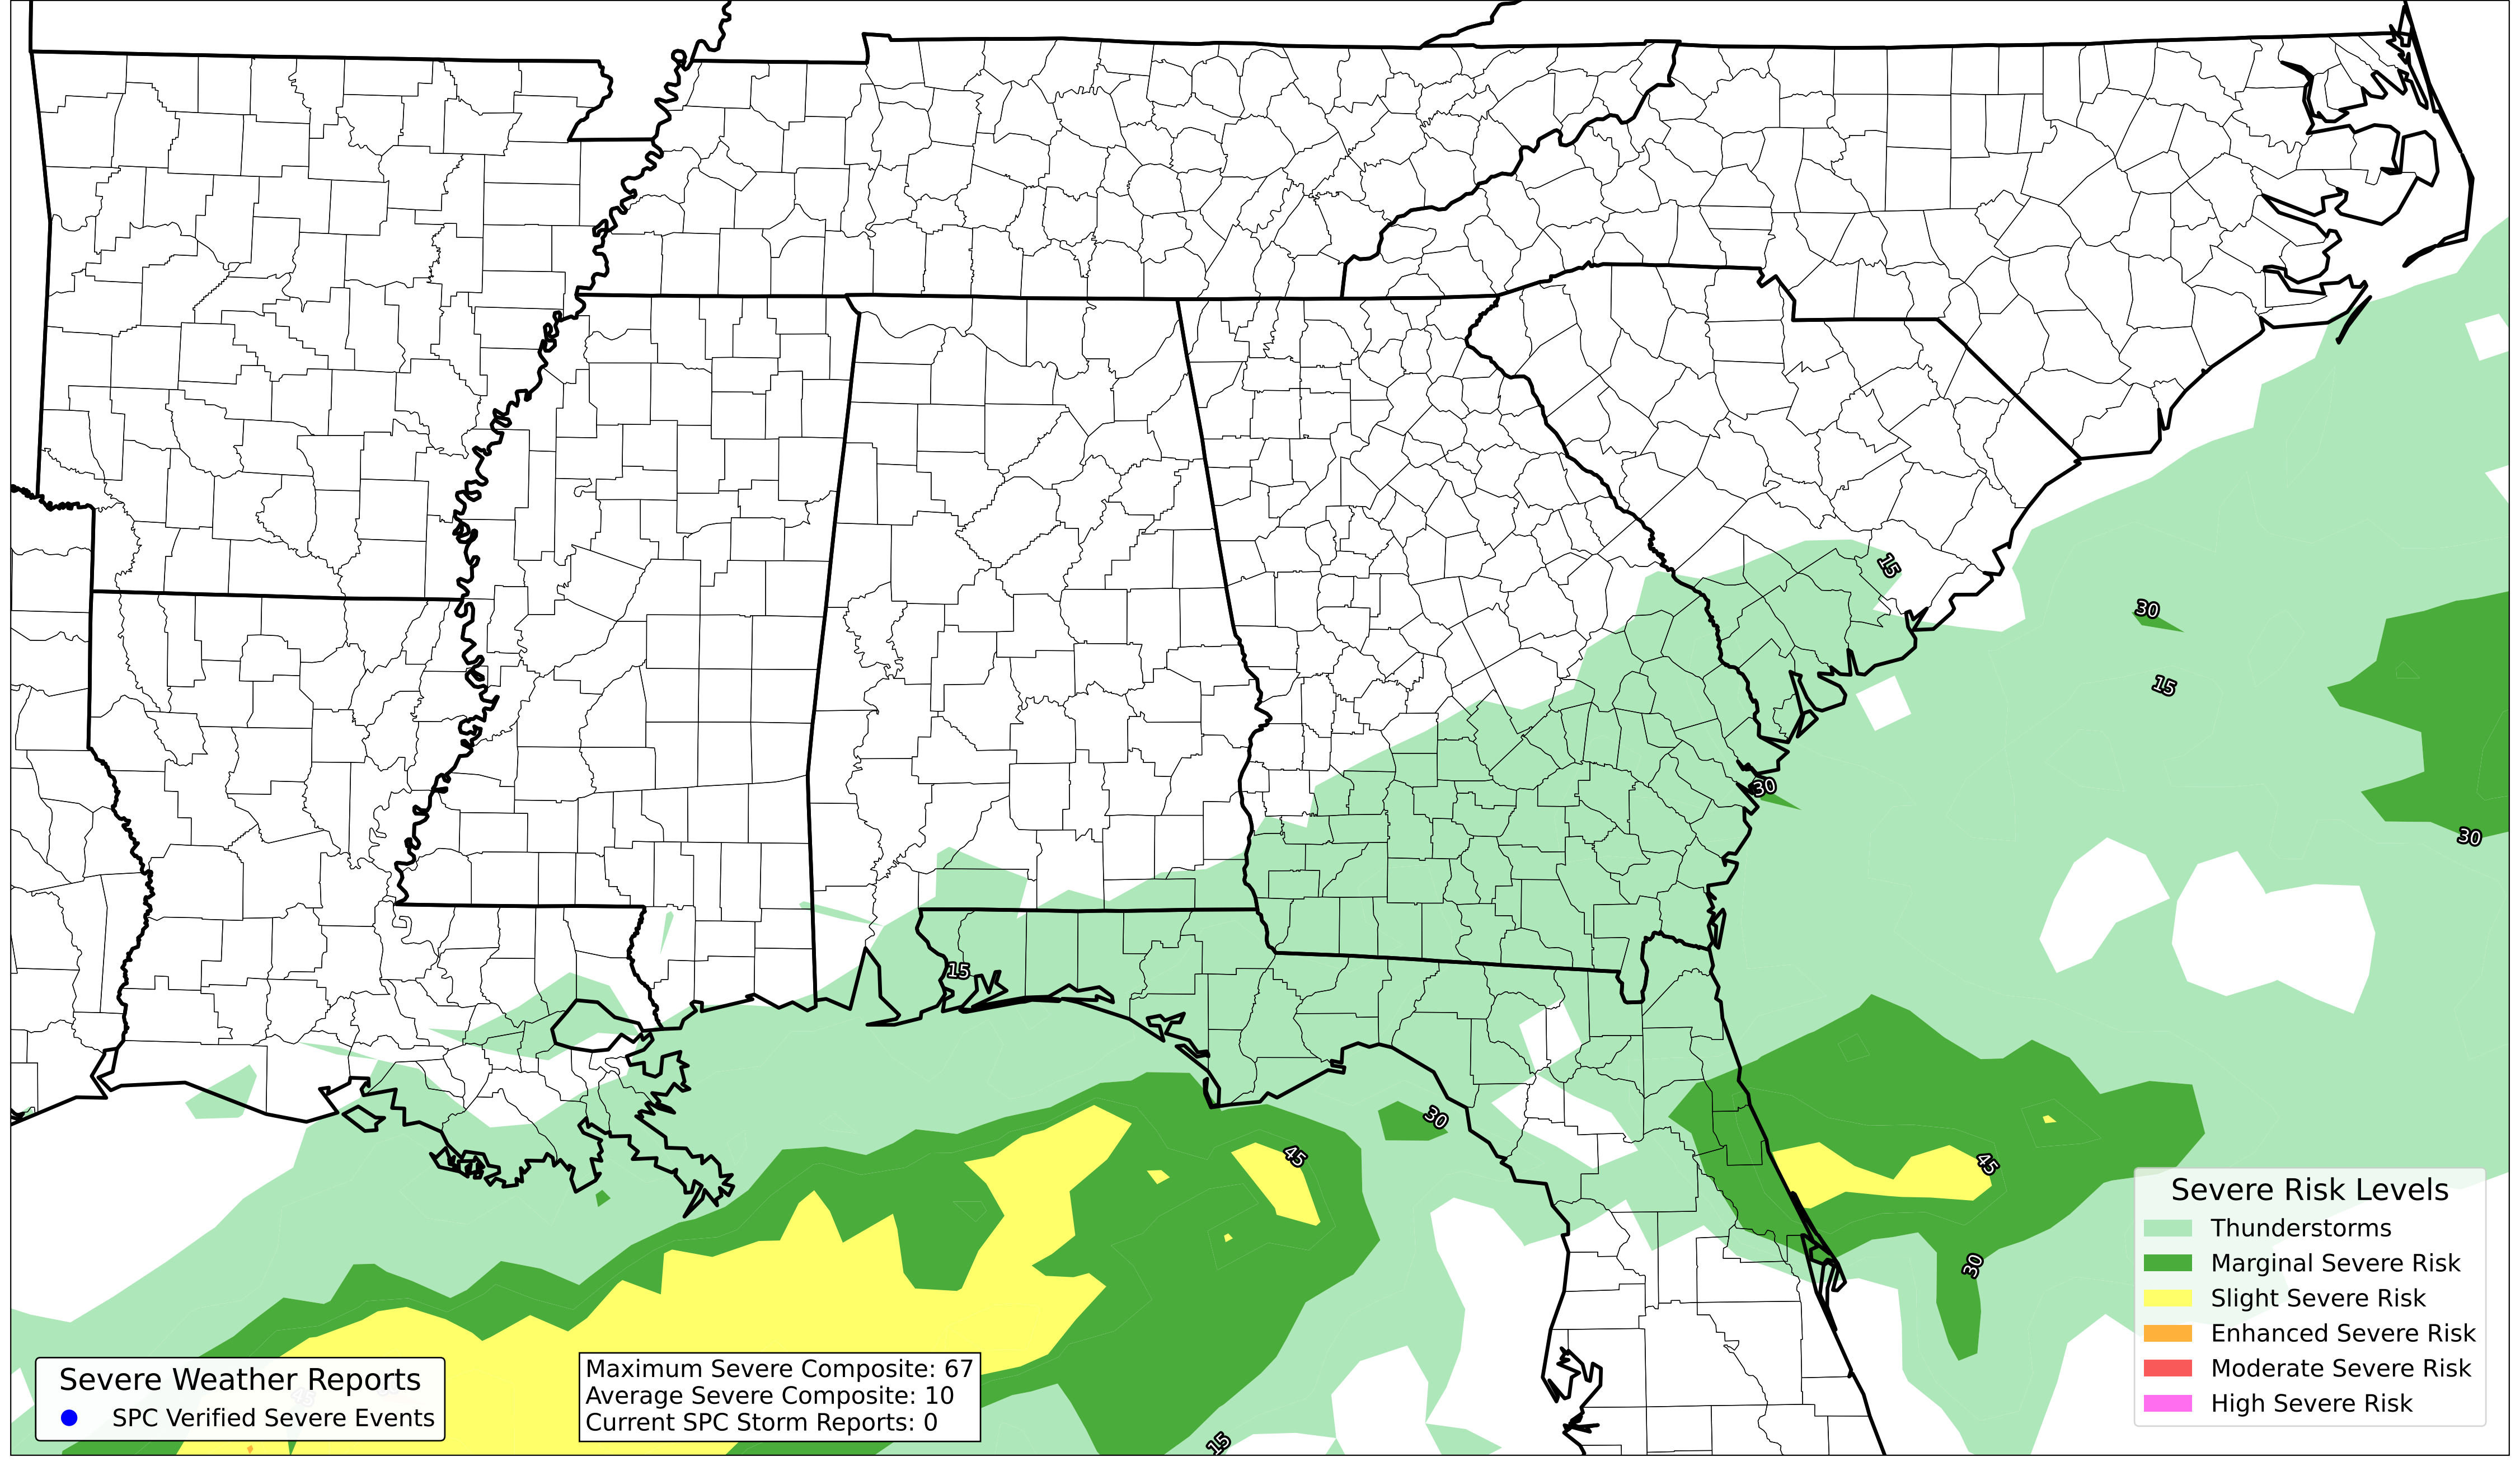 15
30
15
30
30
15
30
45
45
30
15
Severe Weather Reports
SPC Verified Severe Events
Maximum Severe Composite: 67
Average Severe Composite: 10
Current SPC Storm Reports: 0
Severe Risk Levels
Thunderstorms
Marginal Severe Risk
Slight Severe Risk
Enhanced Severe Risk
Moderate Severe Risk
High Severe Risk